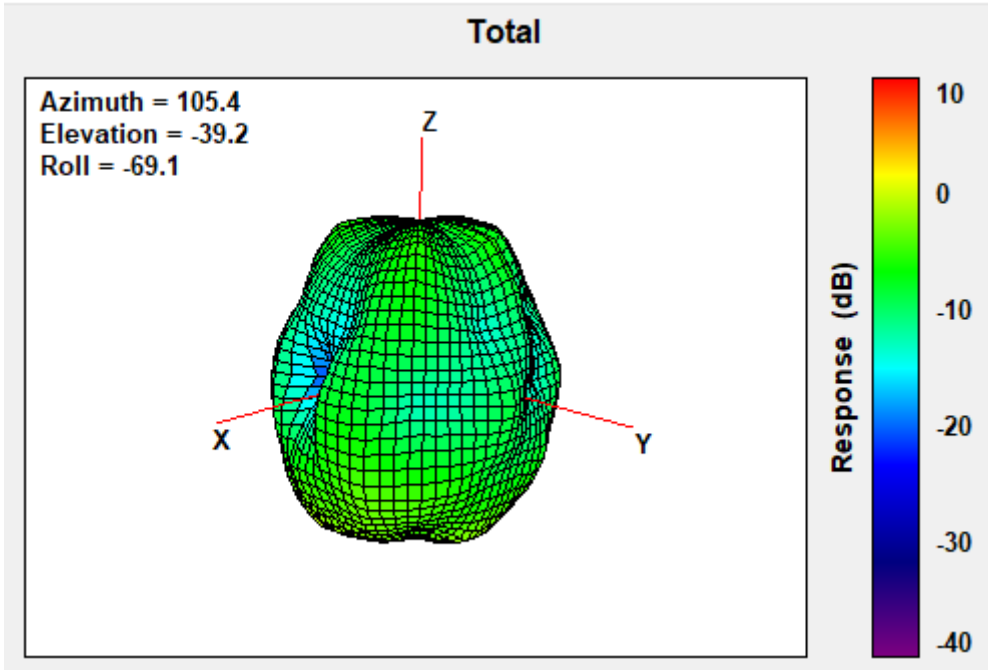 Total
Azimuth = 105.4
Elevation = -39.2
Roll = -69.1
Z
X
Y
10
0
-10
-20
-30
-40
Response (dB)